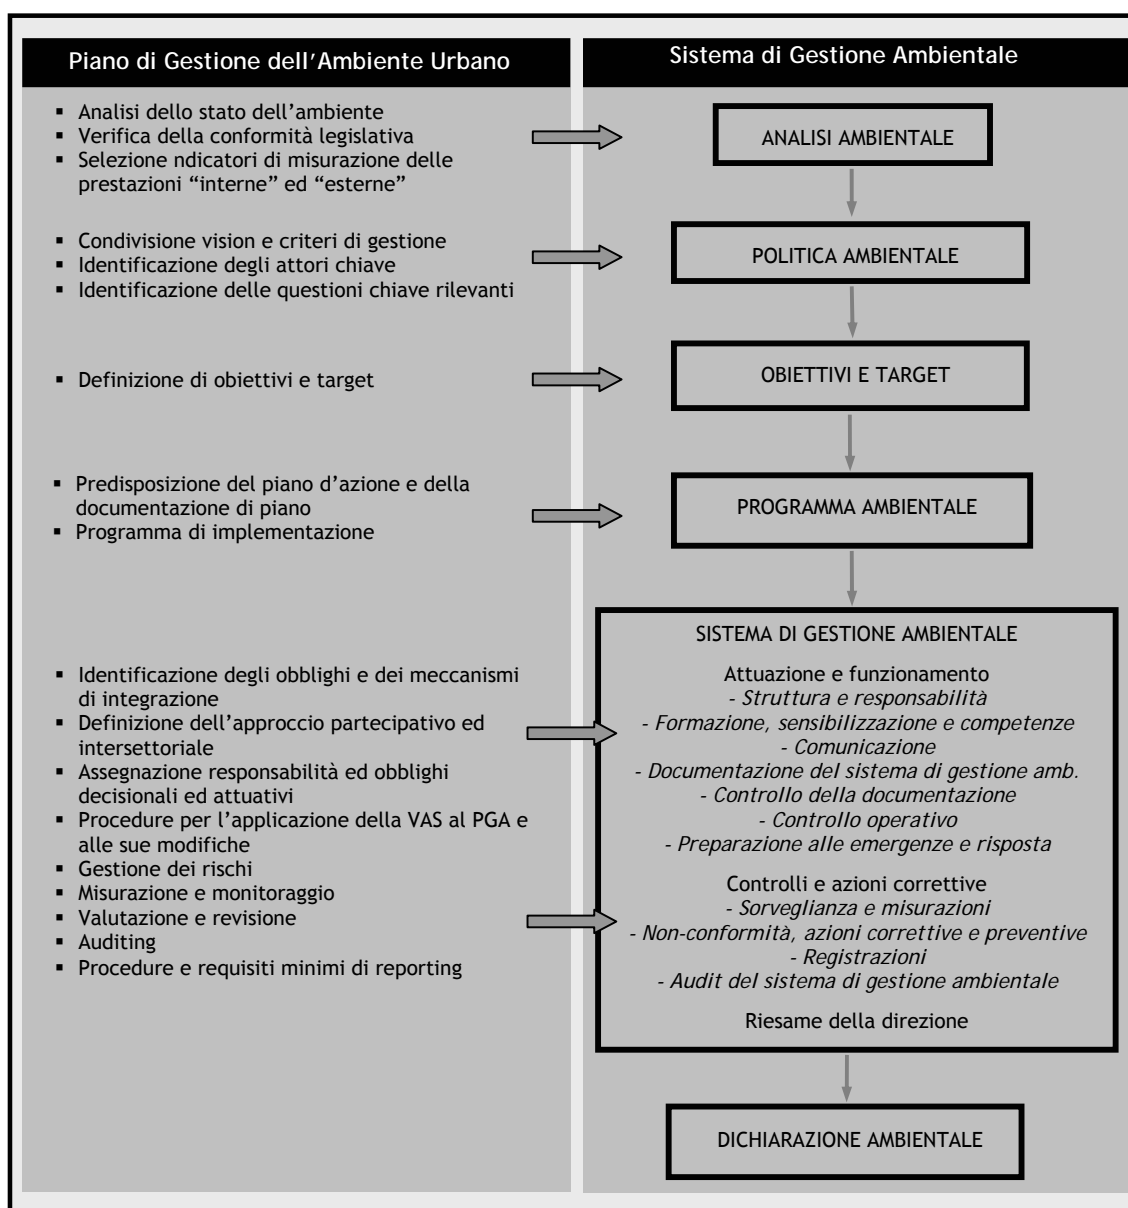 Piano di Gestione dell’Ambiente Urbano
▪ Analisi dello stato dell’ambiente
▪ Verifica della conformità legislativa
▪ Selezione ndicatori di misurazione delle
prestazioni “interne” ed “esterne”
▪ Condivisione vision e criteri di gestione
▪ Identificazione degli attori chiave
▪ Identificazione delle questioni chiave rilevanti
▪ Definizione di obiettivi e target
▪ Predisposizione del piano d’azione e della
documentazione di piano
▪ Programma di implementazione
▪ Identificazione degli obblighi e dei meccanismi
di integrazione
▪ Definizione dell’approccio partecipativo ed
intersettoriale
▪ Assegnazione responsabilità ed obblighi
decisionali ed attuativi
▪ Procedure per l’applicazione della VAS al PGA e
alle sue modifiche
▪ Gestione dei rischi
▪ Misurazione e monitoraggio
▪ Valutazione e revisione
▪ Auditing
▪ Procedure e requisiti minimi di reporting
Sistema di Gestione Ambientale
ANALISI AMBIENTALE
POLITICA AMBIENTALE
OBIETTIVI E TARGET
PROGRAMMA AMBIENTALE
SISTEMA DI GESTIONE AMBIENTALE
Attuazione e funzionamento
- Struttura e responsabilità
- Formazione, sensibilizzazione e competenze
- Comunicazione
- Documentazione del sistema di gestione amb.
- Controllo della documentazione
- Controllo operativo
- Preparazione alle emergenze e risposta
Controlli e azioni correttive
- Sorveglianza e misurazioni
- Non-conformità, azioni correttive e preventive
- Registrazioni
- Audit del sistema di gestione ambientale
Riesame della direzione
DICHIARAZIONE AMBIENTALE